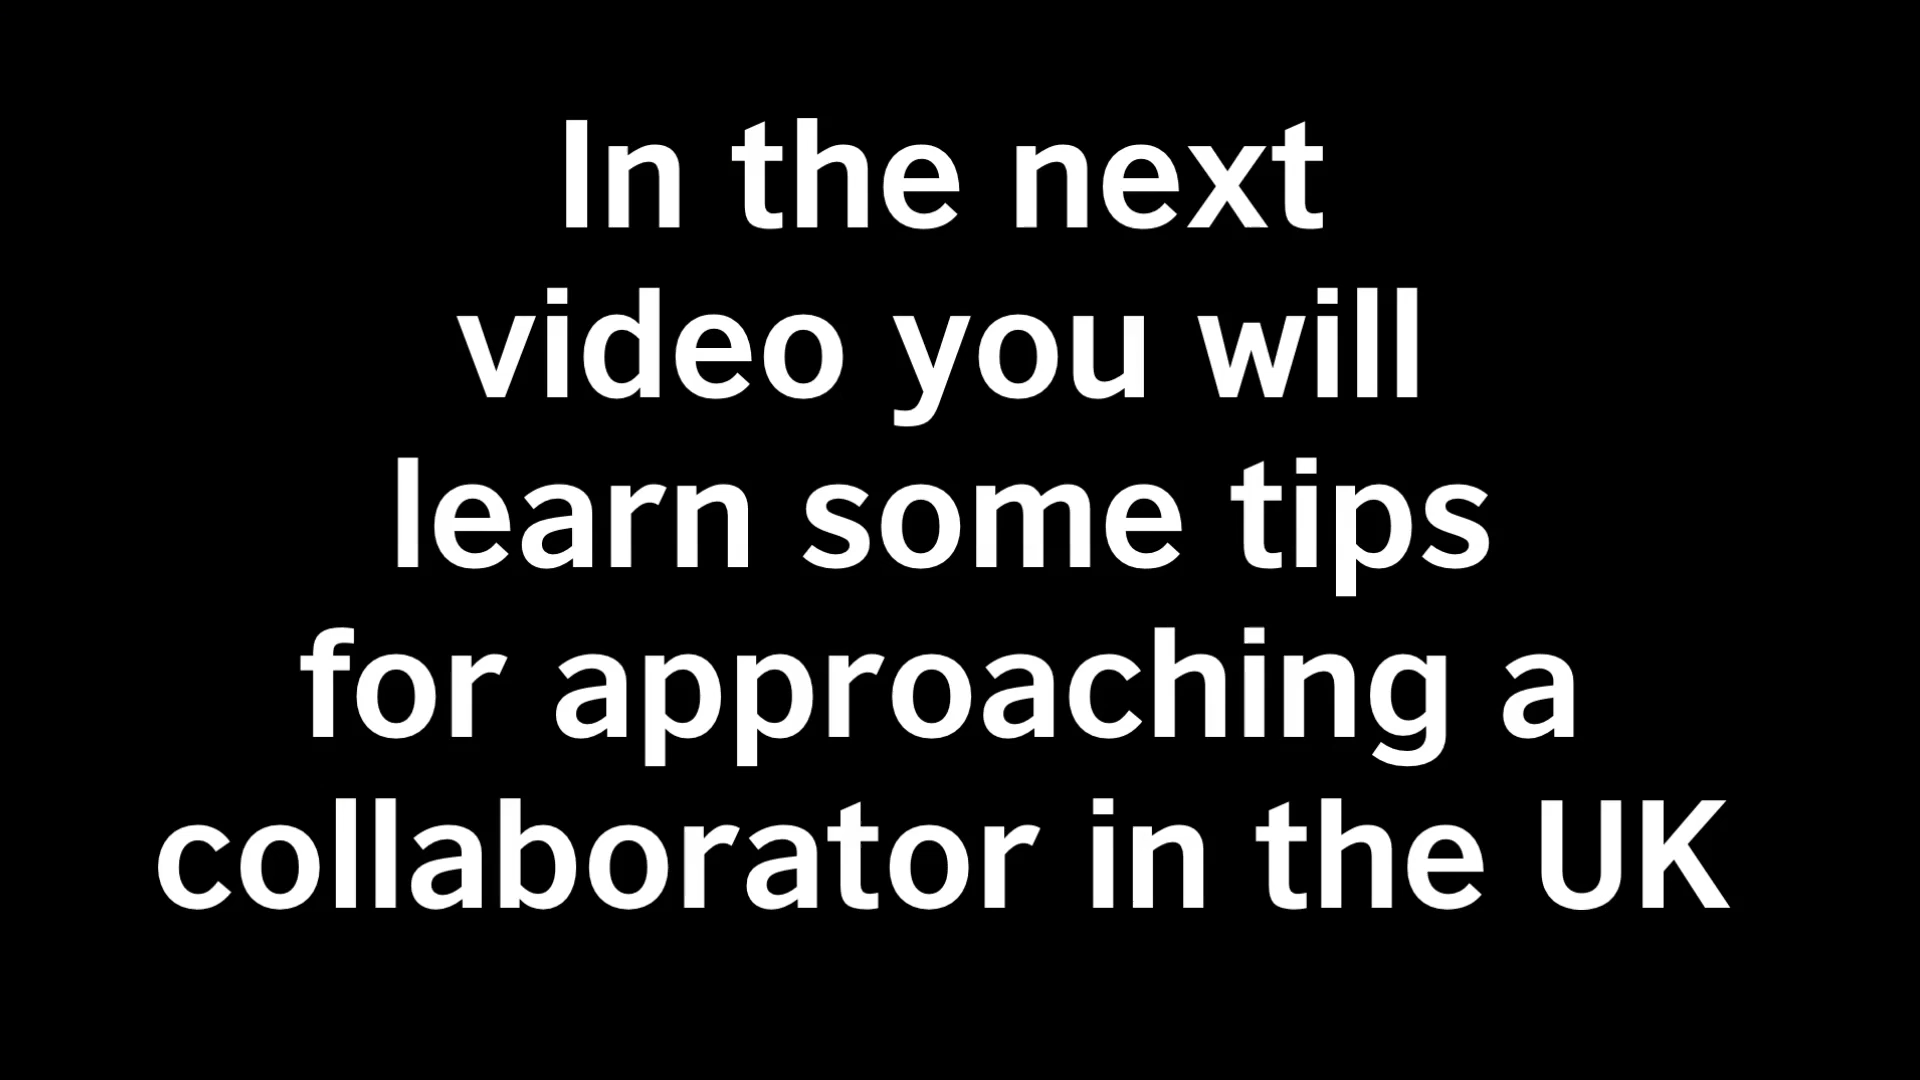 In the next
video you will
learn some tips
for approaching a
collaborator in the UK